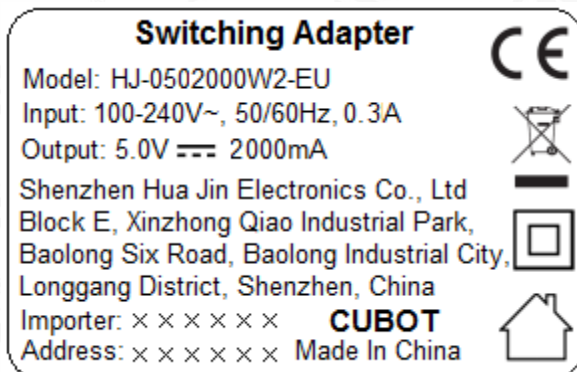 Switching Adapter
CE
Model: HJ-0502000W2-EU
Input: 100-240V~, 50/60Hz, 0.3A
Output: 5.0V ⎓ 2000mA
Shenzhen Hua Jin Electronics Co., Ltd
Block E, Xinzhong Qiao Industrial Park,
Baolong Six Road, Baolong Industrial City,
Longgang District, Shenzhen, China
Importer: × × × × × × CUBOT
Address: × × × × × × Made In China